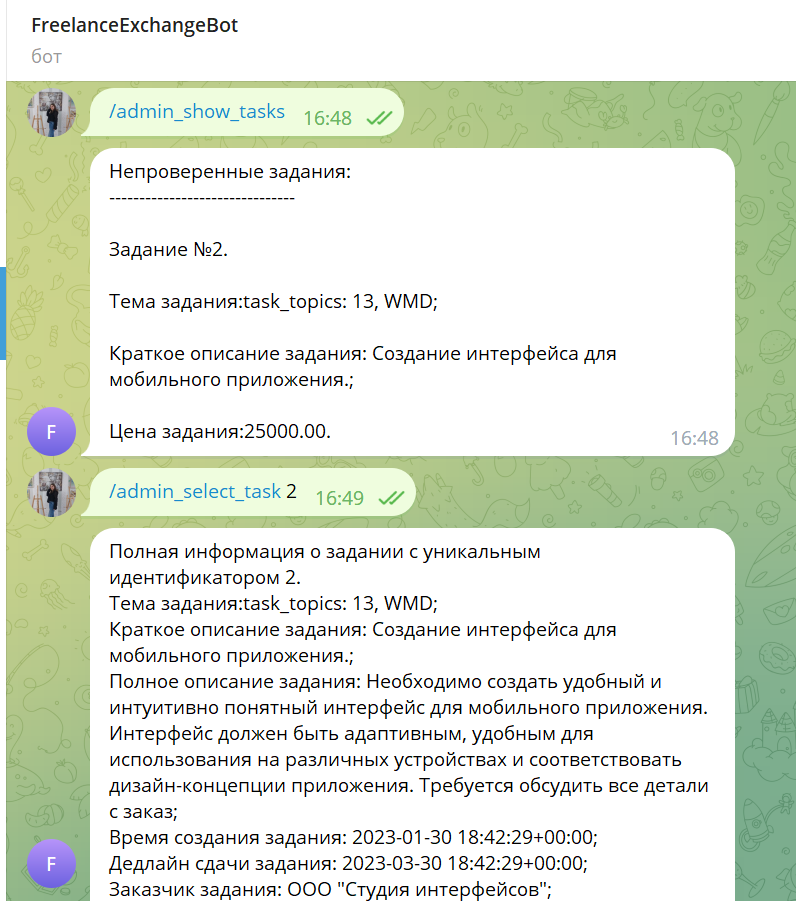 FreelanceExchangeBot
бот
/admin_show_tasks 16:48
Непроверенные задания:
-------------------------------
Задание №2.
Тема задания:task_topics: 13, WMD;
Краткое описание задания: Создание интерфейса для
мобильного приложения.;
Цена задания:25000.00.
16:48
F
/admin_select_task 2 16:49
Полная информация о задании с уникальным
идентификатором 2.
Тема задания:task_topics: 13, WMD;
Краткое описание задания: Создание интерфейса для
мобильного приложения.;
Полное описание задания: Необходимо создать удобный и
интуитивно понятный интерфейс для мобильного приложения.
Интерфейс должен быть адаптивным, удобным для
использования на различных устройствах и соответствовать
дизайн-концепции приложения. Требуется обсудить все детали
с заказ;
Время создания задания: 2023-01-30 18:42:29+00:00;
Дедлайн сдачи задания: 2023-03-30 18:42:29+00:00;
F
Заказчик задания: ООО "Студия интерфейсов";